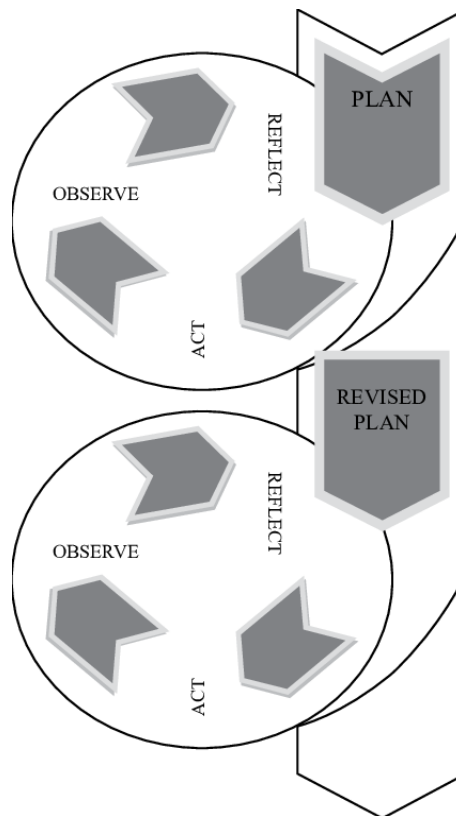 PLAN
REFLECT
OBSERVE
ACT
REVISED
PLAN
REFLECT
OBSERVE
ACT